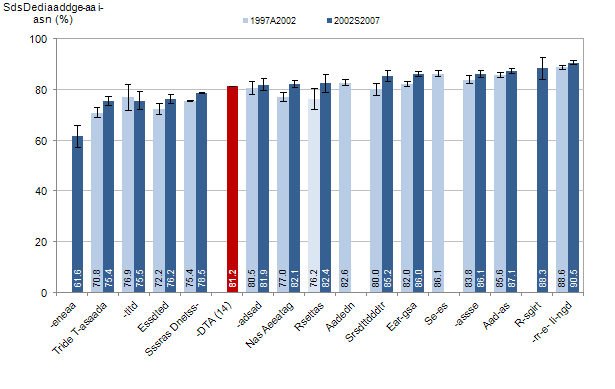 SdsDediaaddge-aai-
asn (%)
1997A2002
2002S2007
100
80
60
40
20
0
61.6
70.8
75.4
76.9
75.5
72.2
76.2
75.4
78.5
81.2
80.5
81.9
77.0
82.1
76.2
82.4
82.6
80.0
85.2
82.0
86.0
86.1
83.8
86.1
85.6
87.1
88.3
88.6
90.5
-eneaa
Tride T-asaada
-tltd
Essdted
Sssras Dnetss-
-DTA (14)
-adsad
Nas Aeeatag
Rsettas
Aadedn
Srsdttdddtr
Ear-gsa
Se-es
-assse
Aad-as
R-sgirt
-rr-e- ll-ngd